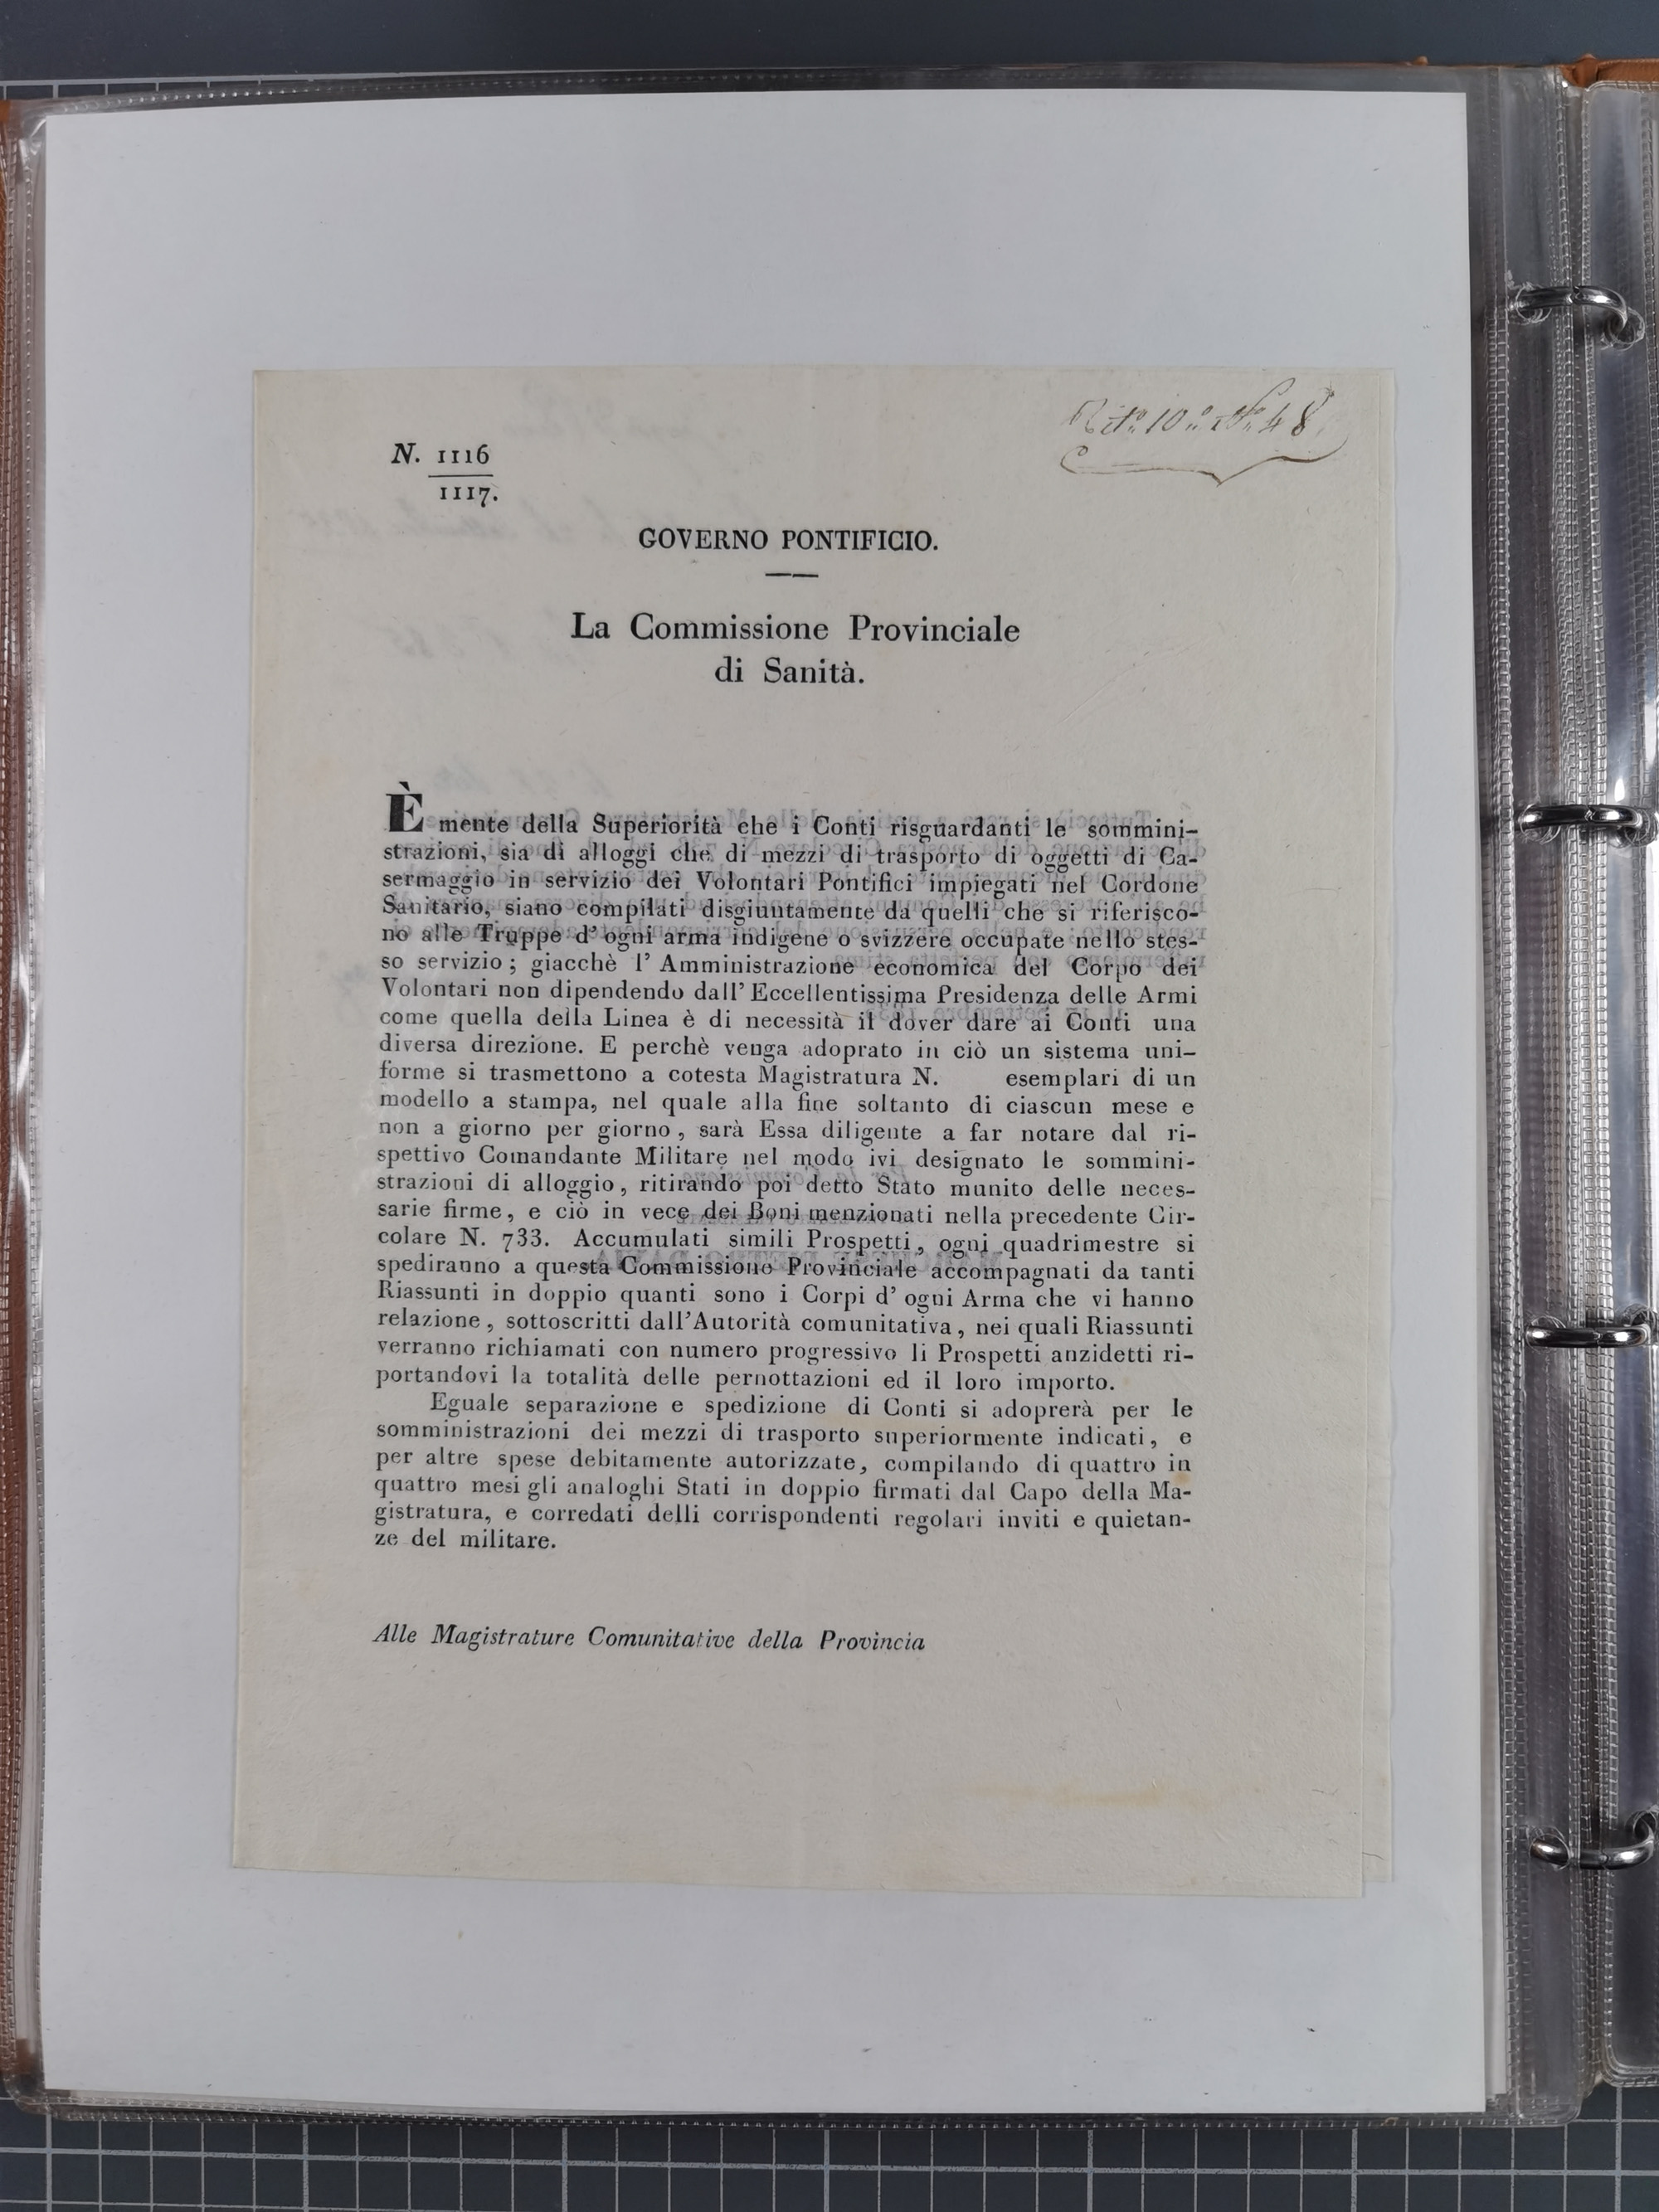 N. 1116
1117.
GOVERNO PONTIFICIO.
La Commissione Provinciale
di Sanità.
È mente della Superiorità che i Conti risguardanti le sommini-
strazioni, sia di alloggi che di mezzi di trasporto di oggetti di Ca-
sermaggio in servizio dei Volontari Pontifici impiegati nel Cordone
Sanitario, siano compilati disgiuntamente da quelli che si riferisco-
no alle Truppe d' ogni arma indigene o svizzere occupate nello stes-
so servizio; giacchè l' Amministrazione economica del Corpo dei
Volontari non dipendendo dall' Eccellentissima Presidenza delle Armi
come quella della Linea è di necessità il dover dare ai Conti una
diversa direzione. E perchè venga adoprato in ciò un sistema uni-
forme si trasmettono a cotesta Magistratura N. esemplari di un
modello a stampa, nel quale alla fine soltanto di ciascun mese e
non a giorno per giorno, sarà Essa diligente a far notare dal ri-
spettivo Comandante Militare nel modo ivi designato le sommini-
strazioni di alloggio, ritirando poi detto Stato munito delle neces-
sarie firme, e ciò in vece dei Boni menzionati nella precedente Cir-
colare N. 733. Accumulati simili Prospetti, ogni quadrimestre si
spediranno a questa Commissione Provinciale accompagnati da tanti
Riassunti in doppio quanti sono i Corpi d' ogni Arma che vi hanno
relazione, sottoscritti dall'Autorità comunitativa, nei quali Riassunti
verranno richiamati con numero progressivo li Prospetti anzidetti ri-
portandovi la totalità delle pernottazioni ed il loro importo.
Eguale separazione e spedizione di Conti si adoprerà per le
somministrazioni dei mezzi di trasporto superiormente indicati, e
per altre spese debitamente autorizzate, compilando di quattro in
quattro mesi gli analoghi Stati in doppio firmati dal Capo della Ma-
gistratura, e corredati delli corrispondenti regolari inviti e quietan-
ze del militare.
Alle Magistrature Comunitative della Provincia